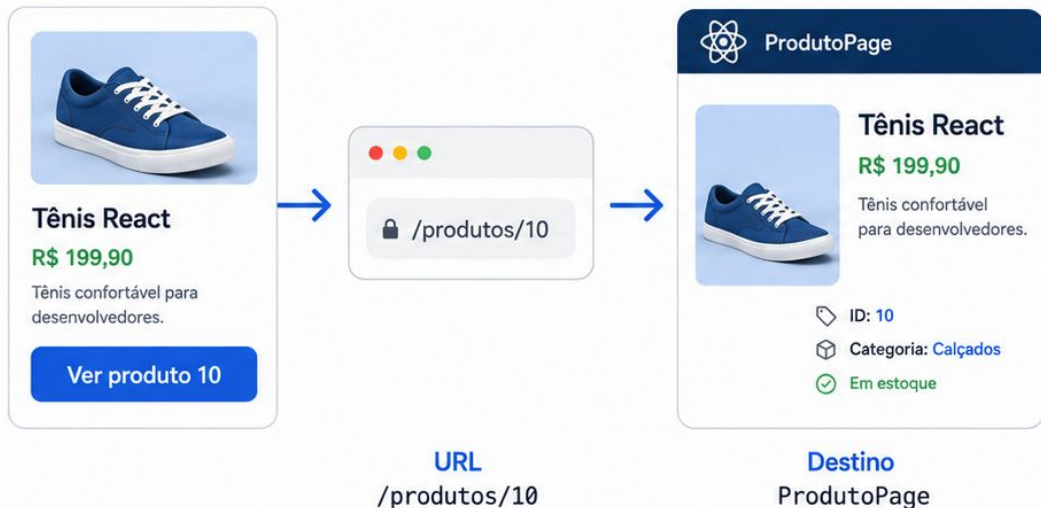 Tênis React
R$ 199,90
Tênis confortável para
desenvolvedores.
Ver produto 10
/produtos/10
URL
/produtos/10
ProdutoPage
Tênis React
R$ 199,90
Tênis confortável
para desenvolvedores.
ID: 10
Categoria: Calçados
Em estoque
Destino
ProdutoPage